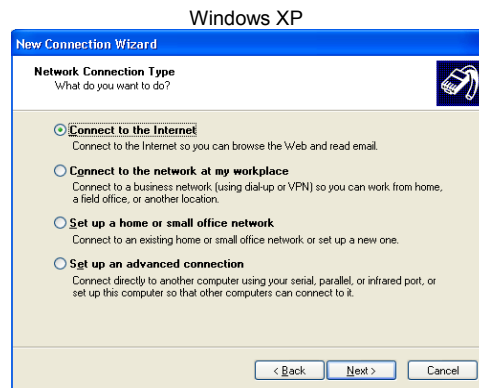 Windows XP
New Connection Wizard
Network Connection Type
What do you want to do?
Connect to the Internet
Connect to the Internet so you can browse the Web and read email.
Connect to the network at my workplace
Connect to a business network (using dial-up or VPN) so you can work from home,
a field office, or another location.
Set up a home or small office network
Connect to an existing home or small office network or set up a new one.
Set up an advanced connection
Connect directly to another computer using your serial, parallel, or infrared port, or
set up this computer so that other computers can connect to it.
< Back Next > Cancel